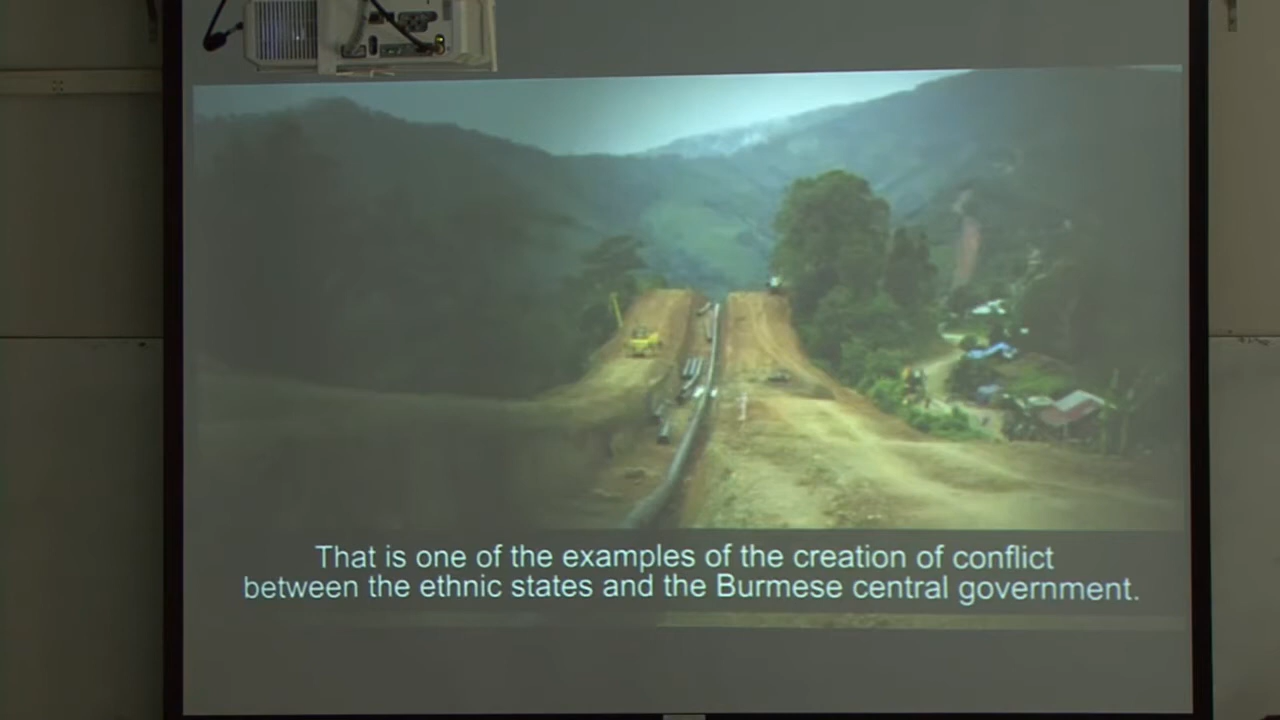 That is one of the examples of the creation of conflict
between the ethnic states and the Burmese central government.